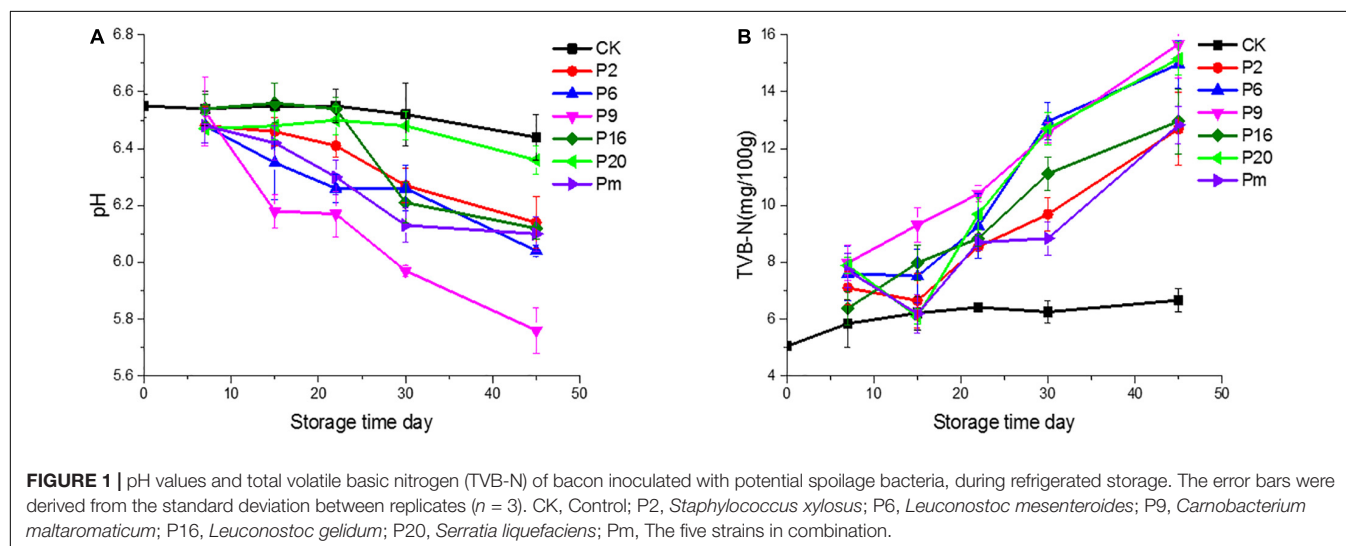 A
6.8
6.6
6.4
6.2
6.0
5.8
5.6
pH
0
10
20
30
40
50
Storage time day
CK
P2
P6
P9
P16
P20
Pm
B
16
14
12
10
8
6
4
TVB-N(mg/100g)
0
10
20
30
40
50
Storage time day
CK
P2
P6
P9
P16
P20
Pm
FIGURE 1 | pH values and total volatile basic nitrogen (TVB-N) of bacon inoculated with potential spoilage bacteria, during refrigerated storage. The error bars were
derived from the standard deviation between replicates (n = 3). CK, Control; P2, Staphylococcus xylosus; P6, Leuconostoc mesenteroides; P9, Carnobacterium
maltaromaticum; P16, Leuconostoc gelidum; P20, Serratia liquefaciens; Pm, The five strains in combination.